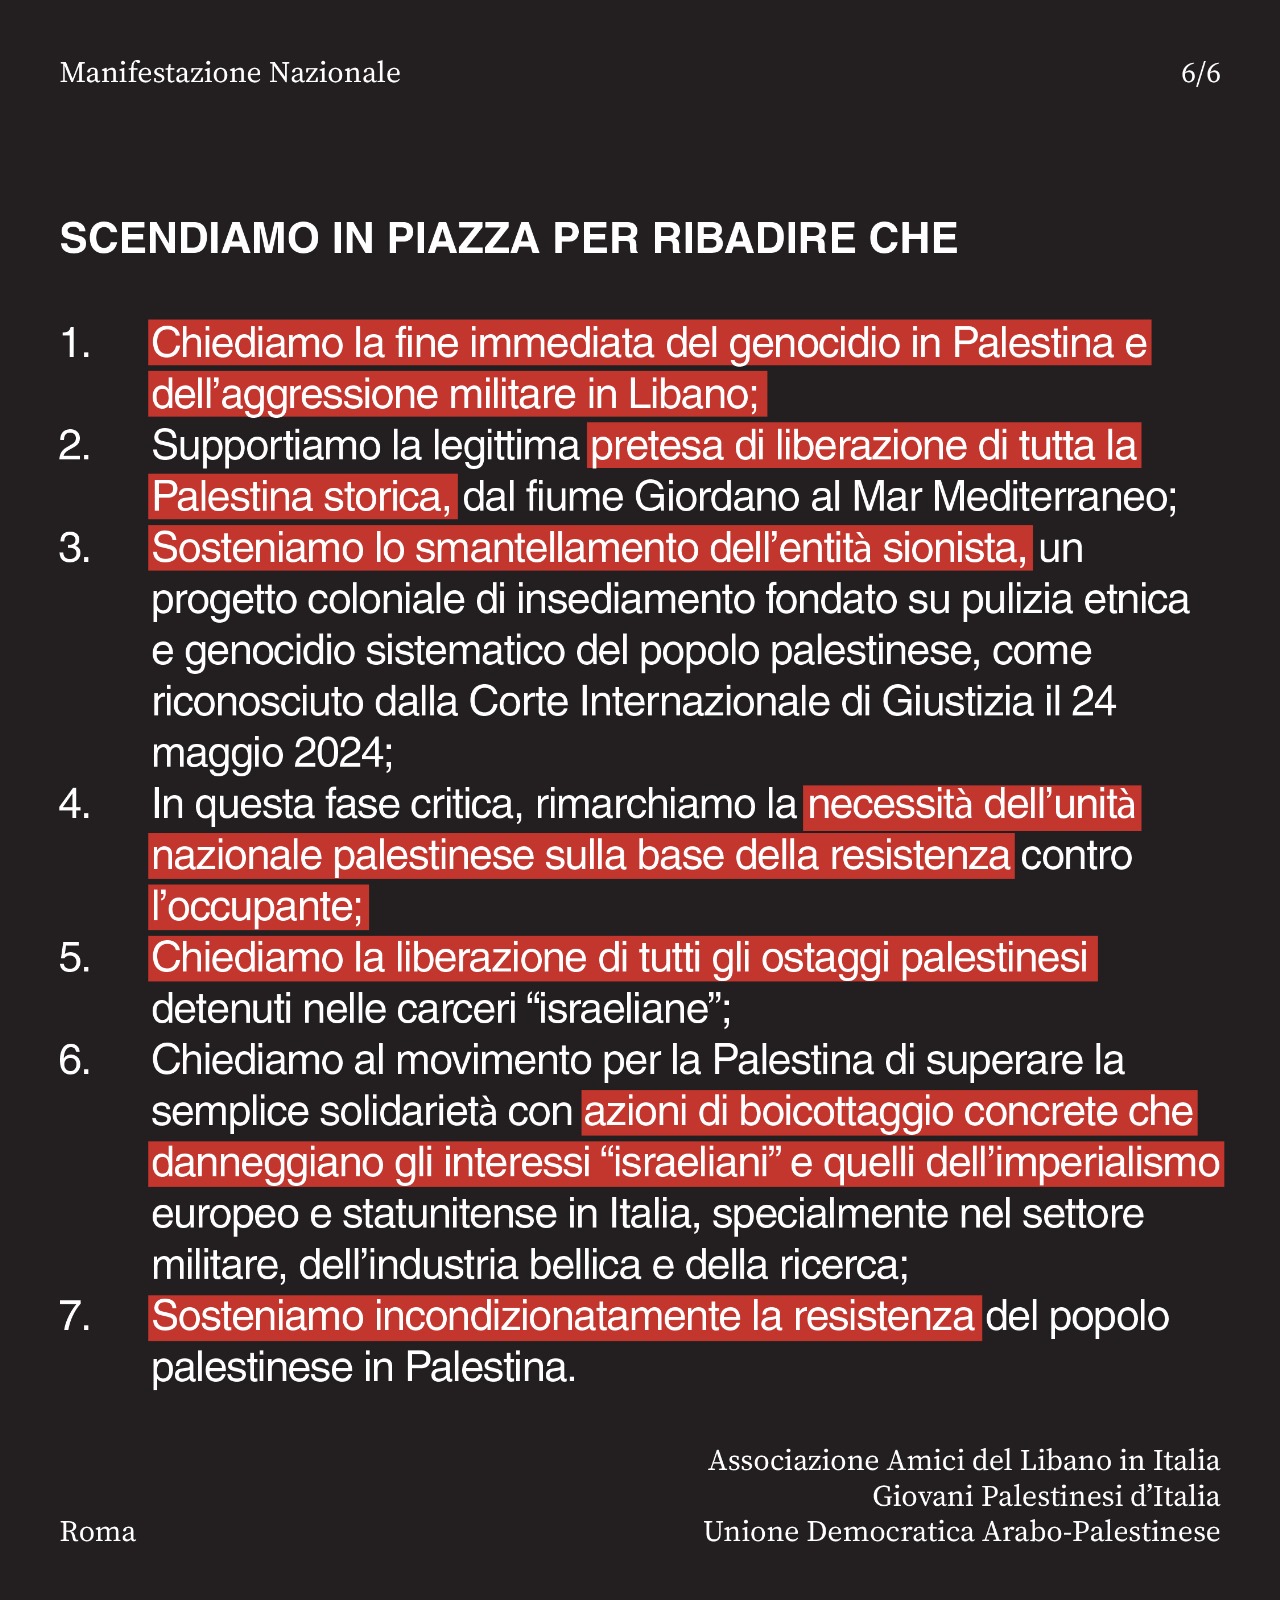 Manifestazione Nazionale
6/6
SCENDIAMO IN PIAZZA PER RIBADIRE CHE
1. Chiediamo la fine immediata del genocidio in Palestina e
dell’aggressione militare in Libano;
2. Supportiamo la legittima pretesa di liberazione di tutta la
Palestina storica, dal fiume Giordano al Mar Mediterraneo;
3. Sosteniamo lo smantellamento dell’entità sionista, un
progetto coloniale di insediamento fondato su pulizia etnica
e genocidio sistematico del popolo palestinese, come
riconosciuto dalla Corte Internazionale di Giustizia il 24
maggio 2024;
4. In questa fase critica, rimarchiamo la necessità dell’unità
nazionale palestinese sulla base della resistenza contro
l’occupante;
5. Chiediamo la liberazione di tutti gli ostaggi palestinesi
detenuti nelle carceri “israeliane”;
6. Chiediamo al movimento per la Palestina di superare la
semplice solidarietà con azioni di boicottaggio concrete che
danneggiano gli interessi “israeliani” e quelli dell’imperialismo
europeo e statunitense in Italia, specialmente nel settore
militare, dell’industria bellica e della ricerca;
7. Sosteniamo incondizionatamente la resistenza del popolo
palestinese in Palestina.
Associazione Amici del Libano in Italia
Giovani Palestinesi d’Italia
Roma
Unione Democratica Arabo-Palestinese